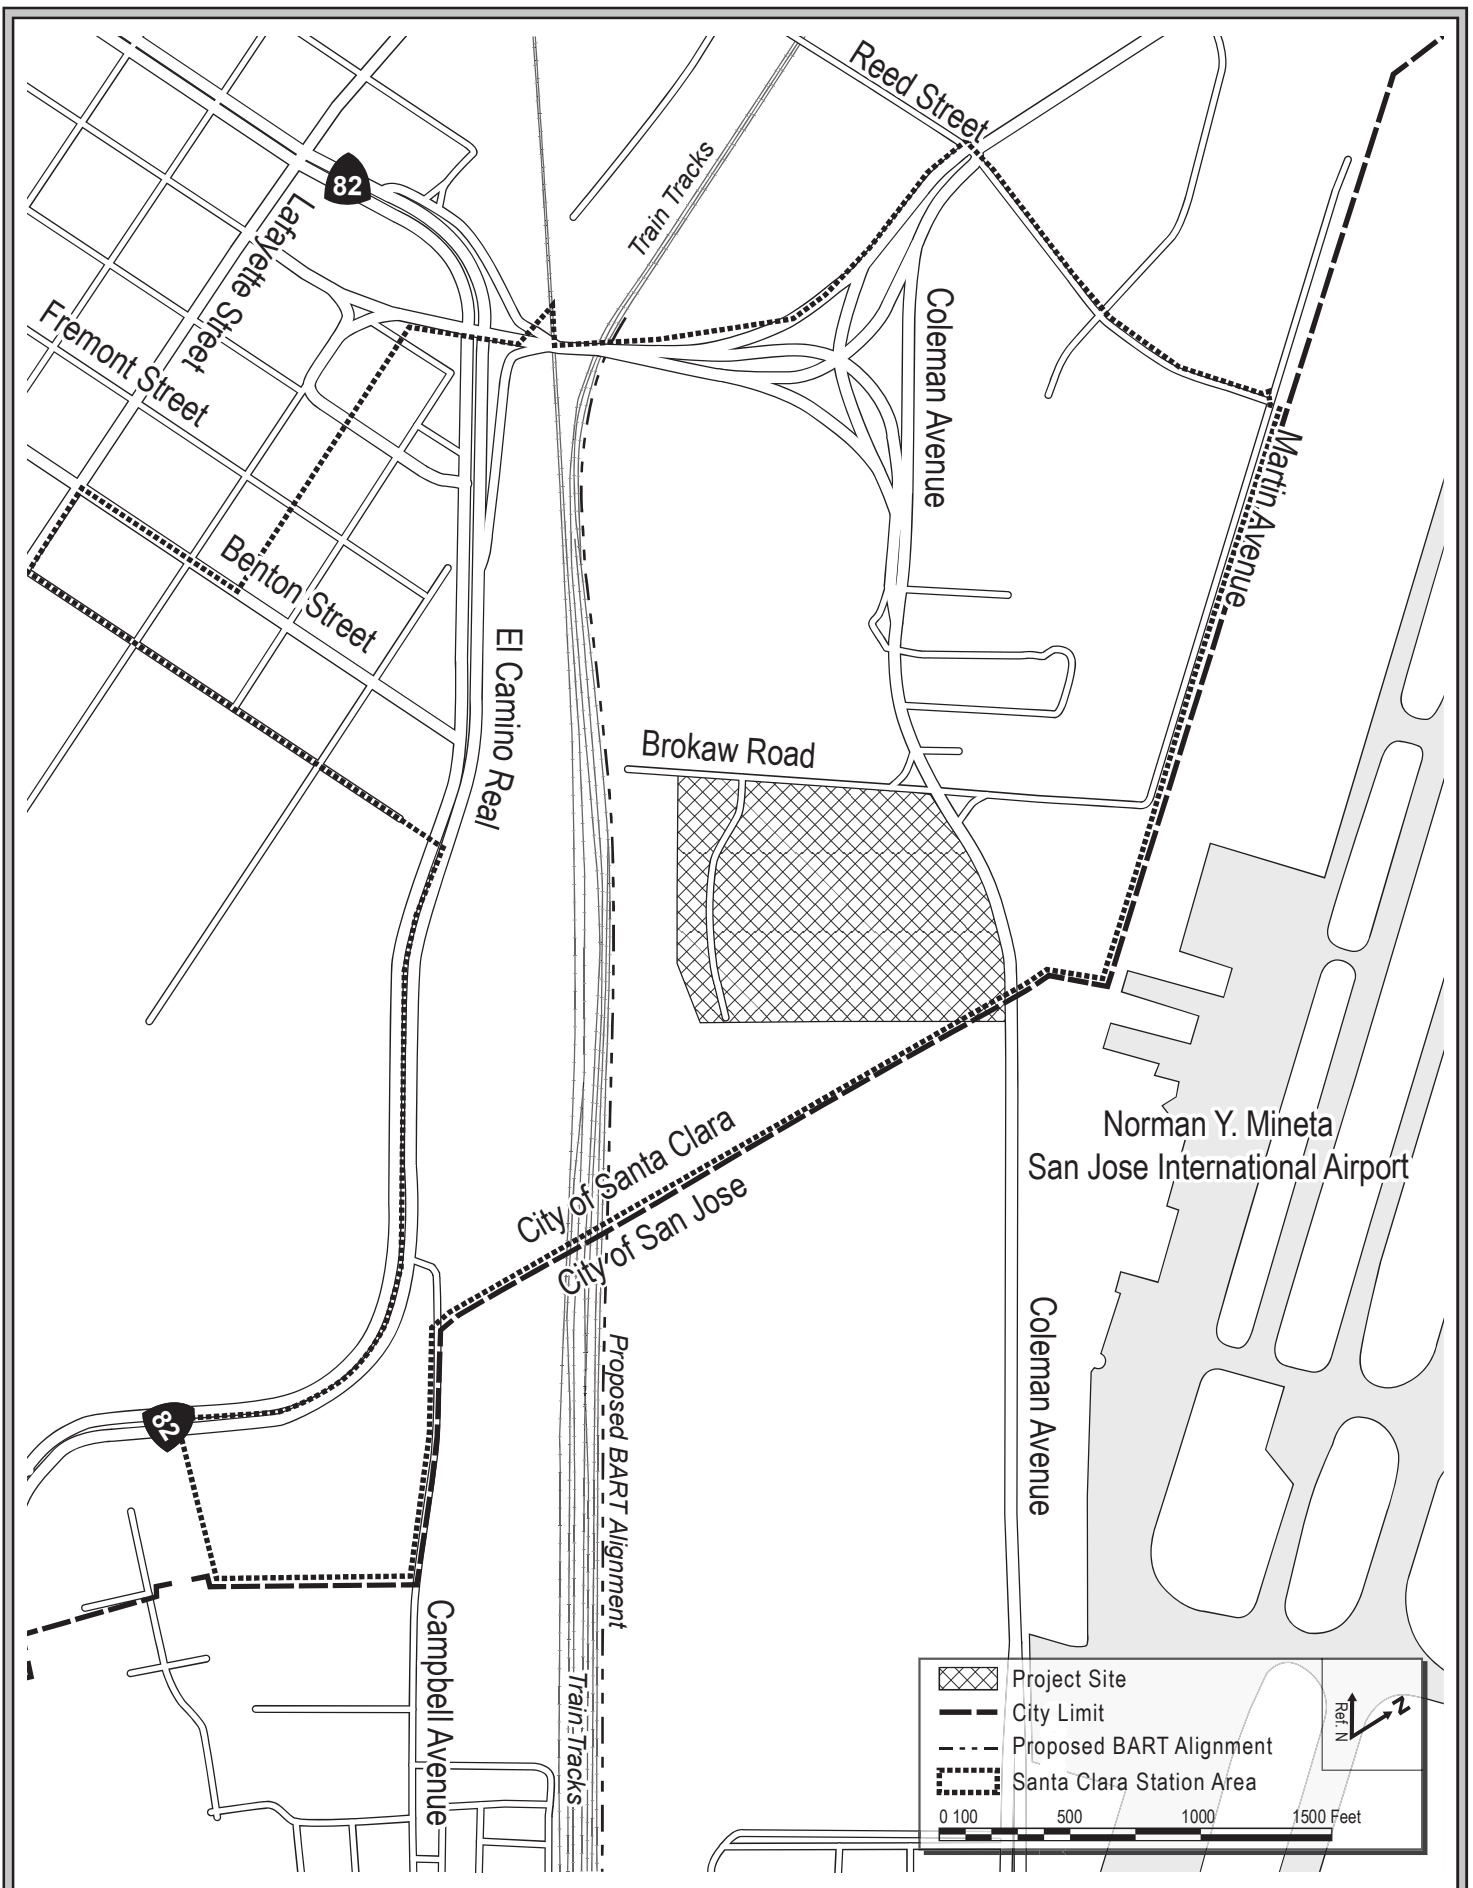 Reed Street
Train Tracks
82
Lafayette Street
Fremont Street
Coleman Avenue
Martin Avenue
Benton Street
El Camino Real
Brokaw Road
Norman Y. Mineta
San Jose International Airport
City of Santa Clara
City of San Jose
Proposed BART Alignment
Coleman Avenue
82
Campbell Avenue
Train Tracks
Project Site
City Limit
Proposed BART Alignment
Santa Clara Station Area
Ref. N
N
0 100 500 1000 1500 Feet